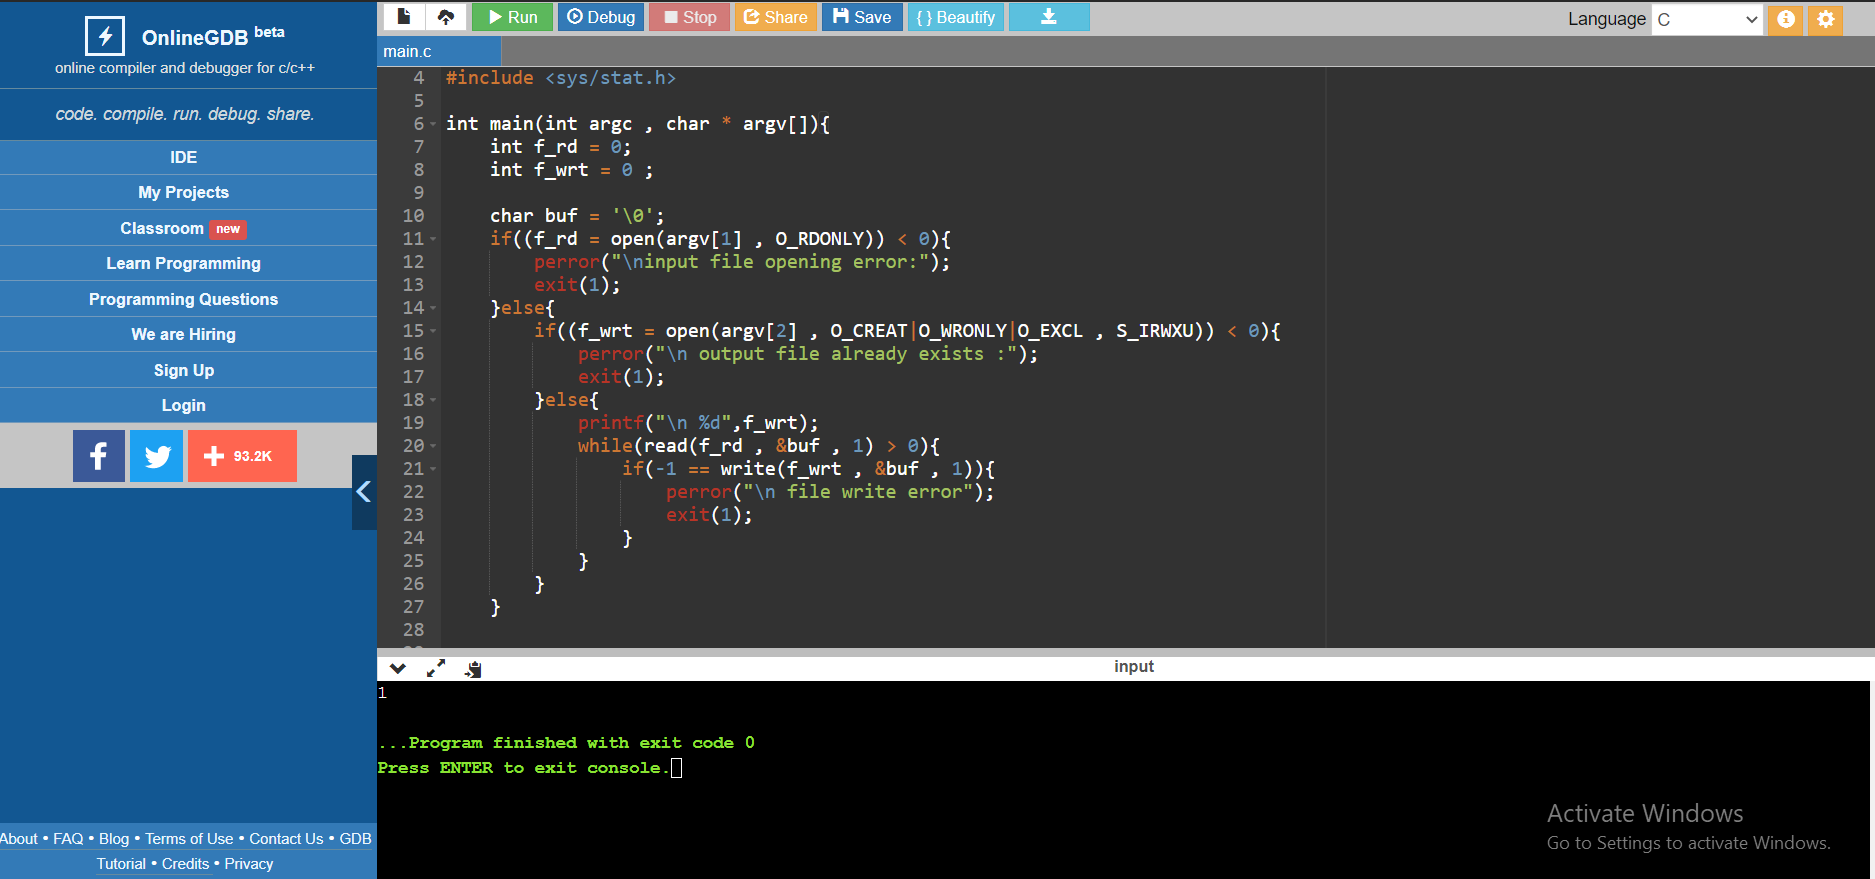 OnlineGDB beta
online compiler and debugger for c/c++
code. compile. run. debug. share.
IDE
My Projects
Classroom new
Learn Programming
Programming Questions
We are Hiring
Sign Up
Login
f + 93.2K
About • FAQ • Blog • Terms of Use • Contact Us • GDB
Tutorial • Credits • Privacy
Run Debug Stop Share Save { } Beautify
Language C
main.c
4 #include <sys/stat.h>
5
6 int main(int argc , char * argv[]){
7     int f_rd = 0;
8     int f_wrt = 0 ;
9
10     char buf = '\0';
11     if((f_rd = open(argv[1] , O_RDONLY)) < 0){
12         perror("\ninput file opening error:");
13         exit(1);
14     }else{
15         if((f_wrt = open(argv[2] , O_CREAT|O_WRONLY|O_EXCL , S_IRWXU)) < 0){
16             perror("\n output file already exists :");
17             exit(1);
18         }else{
19             printf("\n %d",f_wrt);
20             while(read(f_rd , &buf , 1) > 0){
21                 if(-1 == write(f_wrt , &buf , 1)){
22                     perror("\n file write error");
23                     exit(1);
24                 }
25             }
26         }
27     }
28
input
1
...Program finished with exit code 0
Press ENTER to exit console.
Activate Windows
Go to Settings to activate Windows.